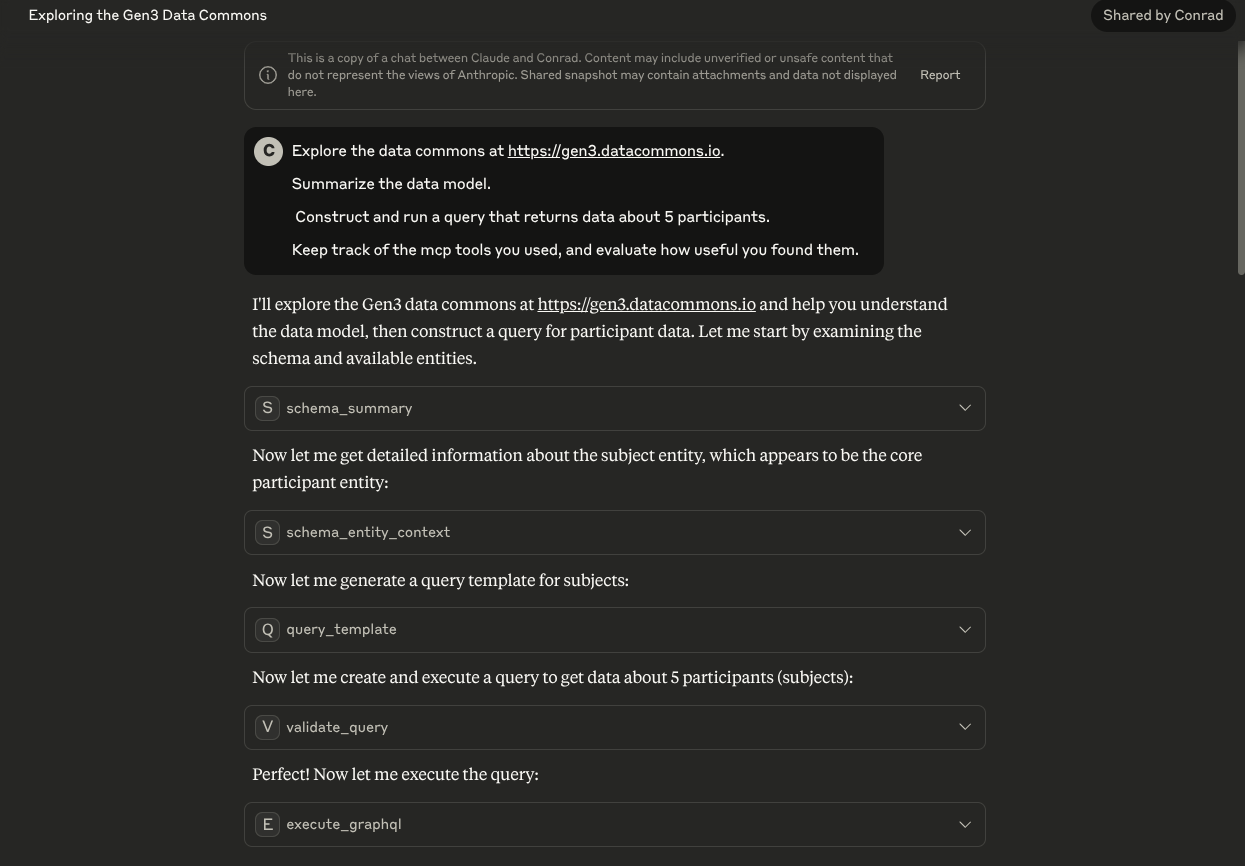 Exploring the Gen3 Data Commons
Shared by Conrad
This is a copy of a chat between Claude and Conrad. Content may include unverified or unsafe content that
do not represent the views of Anthropic. Shared snapshot may contain attachments and data not displayed
here.
Report
C
Explore the data commons at https://gen3.datacommons.io.
Summarize the data model.
Construct and run a query that returns data about 5 participants.
Keep track of the mcp tools you used, and evaluate how useful you found them.
I'll explore the Gen3 data commons at https://gen3.datacommons.io and help you understand
the data model, then construct a query for participant data. Let me start by examining the
schema and available entities.
S schema_summary
Now let me get detailed information about the subject entity, which appears to be the core
participant entity:
S schema_entity_context
Now let me generate a query template for subjects:
Q query_template
Now let me create and execute a query to get data about 5 participants (subjects):
V validate_query
Perfect! Now let me execute the query:
E execute_graphql